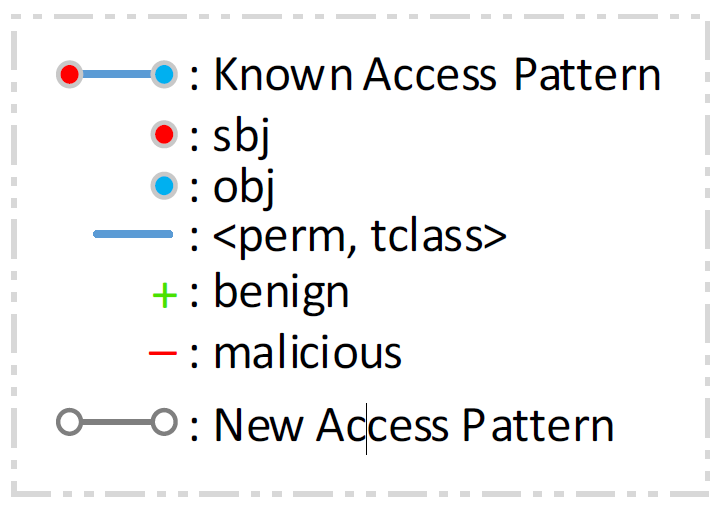 : Known Access Pattern
: sbj
: obj
: <perm, tclass>
+ : benign
− : malicious
: New Access Pattern